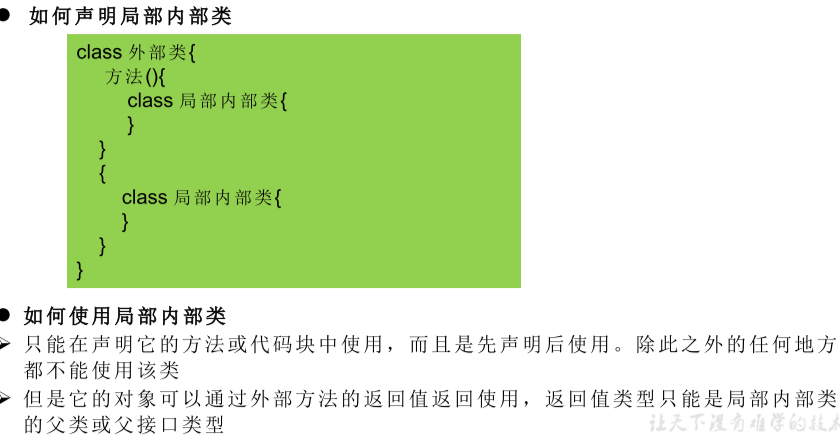 ● 如何声明局部内部类
class 外部类{
方法(){
class 局部内部类{
}
}
{
class 局部内部类{
}
}
}
● 如何使用局部内部类
➢ 只能在声明它的方法或代码块中使用，而且是先声明后使用。除此之外的任何地方
都不能使用该类
➢ 但是它的对象可以通过外部方法的返回值返回使用，返回值类型只能是局部内部类
的父类或父接口类型
让天下没有难学的技术